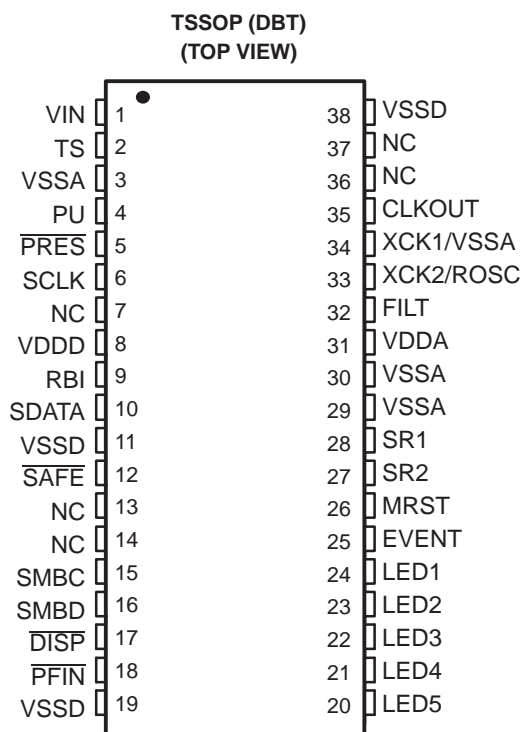 TSSOP (DBT)
(TOP VIEW)
VIN 1 38 VSSD
TS 2 37 NC
VSSA 3 36 NC
PU 4 35 CLKOUT
PRES 5 34 XCK1/VSSA
SCLK 6 33 XCK2/ROSC
NC 7 32 FILT
VDDD 8 31 VDDA
RBI 9 30 VSSA
SDATA 10 29 VSSA
VSSD 11 28 SR1
SAFE 12 27 SR2
NC 13 26 MRST
NC 14 25 EVENT
SMBC 15 24 LED1
SMBD 16 23 LED2
DISP 17 22 LED3
PFIN 18 21 LED4
VSSD 19 20 LED5